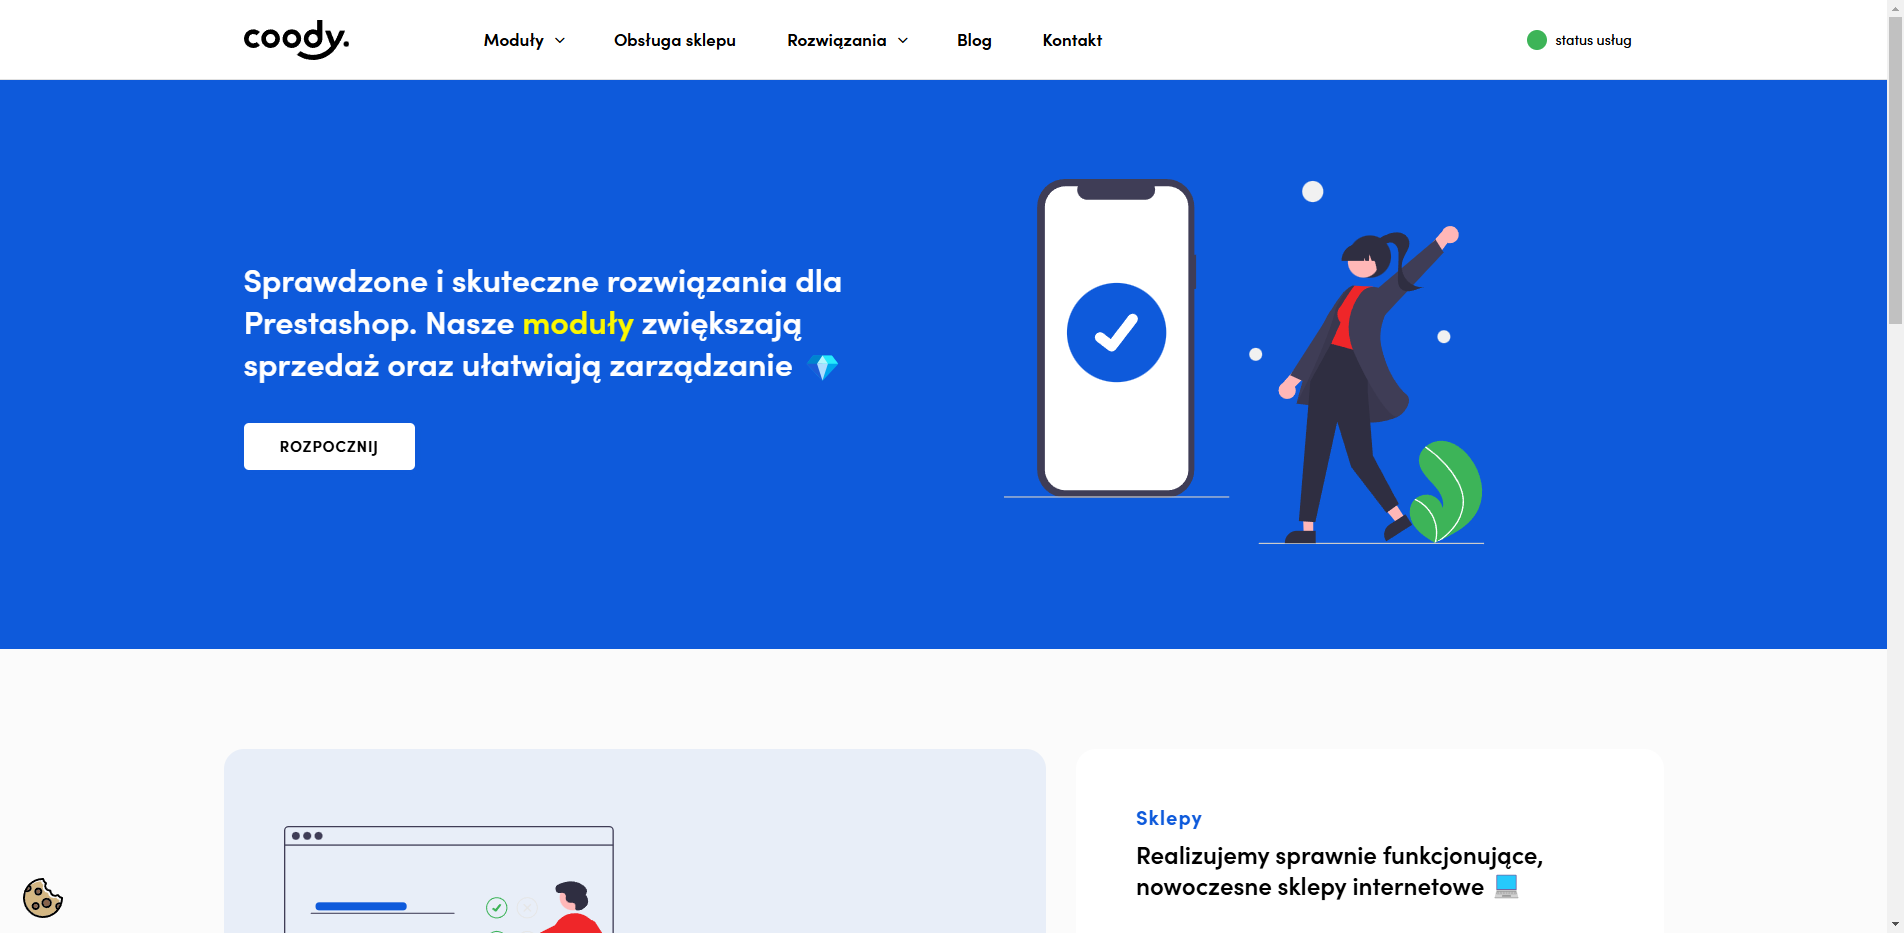 coody.
Moduły
Obsługa sklepu
Rozwiązania
Blog
Kontakt
status usług
Sprawdzone i skuteczne rozwiązania dla
Prestashop. Nasze moduły zwiększają
sprzedaż oraz ułatwiają zarządzanie
ROZPOCZNIJ
Sklepy
Realizujemy sprawnie funkcjonujące,
nowoczesne sklepy internetowe